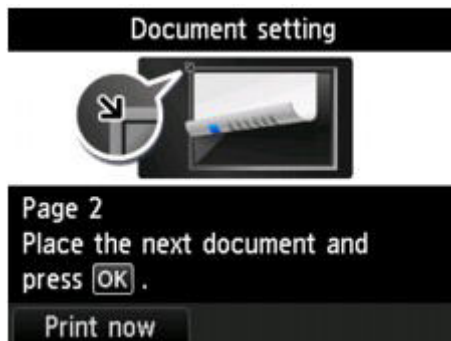 Document setting
Page 2
Place the next document and
press OK .
Print now